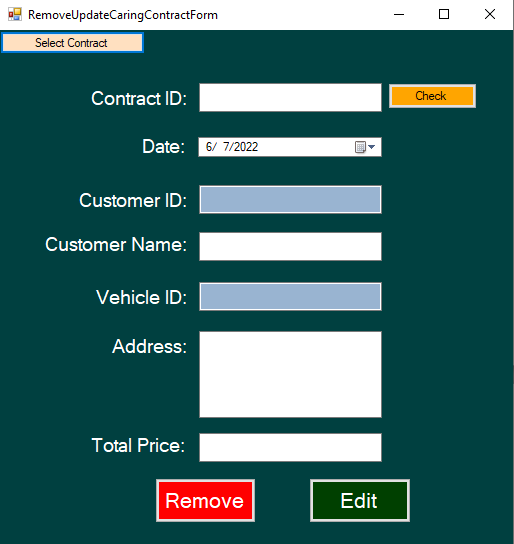 RemoveUpdateCaringContractForm
Select Contract
Contract ID:
Check
Date: 6/ 7/2022
Customer ID:
Customer Name:
Vehicle ID:
Address:
Total Price:
Remove Edit